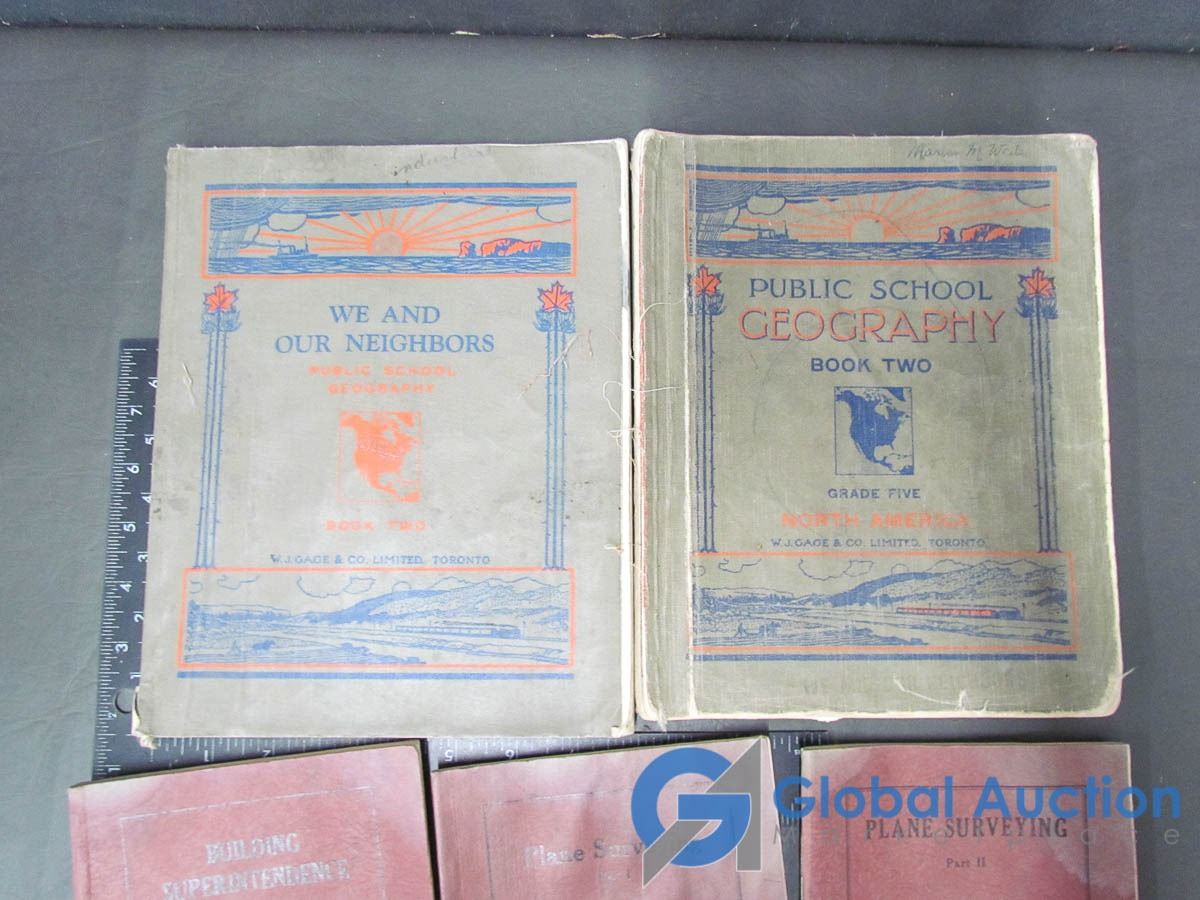 WE AND
OUR NEIGHBORS
PUBLIC SCHOOL
GEOGRAPHY
BOOK TWO
W.J. GAGE & CO. LIMITED, TORONTO
PUBLIC SCHOOL
GEOGRAPHY
BOOK TWO
GRADE FIVE
NORTH AMERICA
W.J. GAGE & CO. LIMITED, TORONTO
BUILDING
SUPERINTENDENCE
Plane
PLANE SURVEYING
Part II
Global Auction